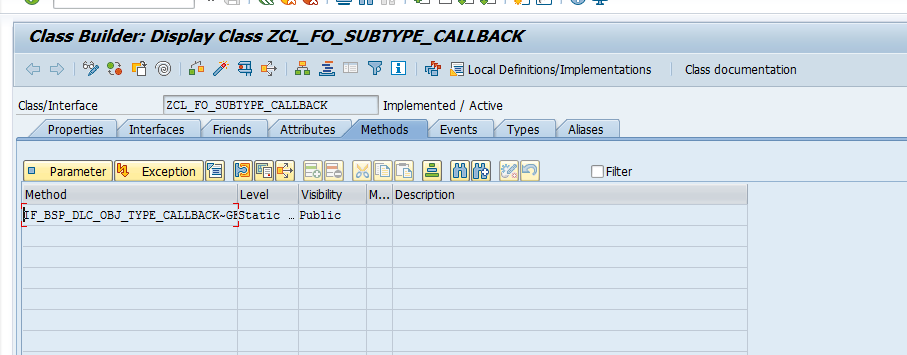 Class Builder: Display Class ZCL_FO_SUBTYPE_CALLBACK
Local Definitions/Implementations Class documentation
Class/Interface ZCL_FO_SUBTYPE_CALLBACK Implemented / Active
Properties Interfaces Friends Attributes Methods Events Types Aliases
Parameter Exception Filter
Method Level Visibility M... Description
IF_BSP_DLC_OBJ_TYPE_CALLBACK~GE Static ... Public